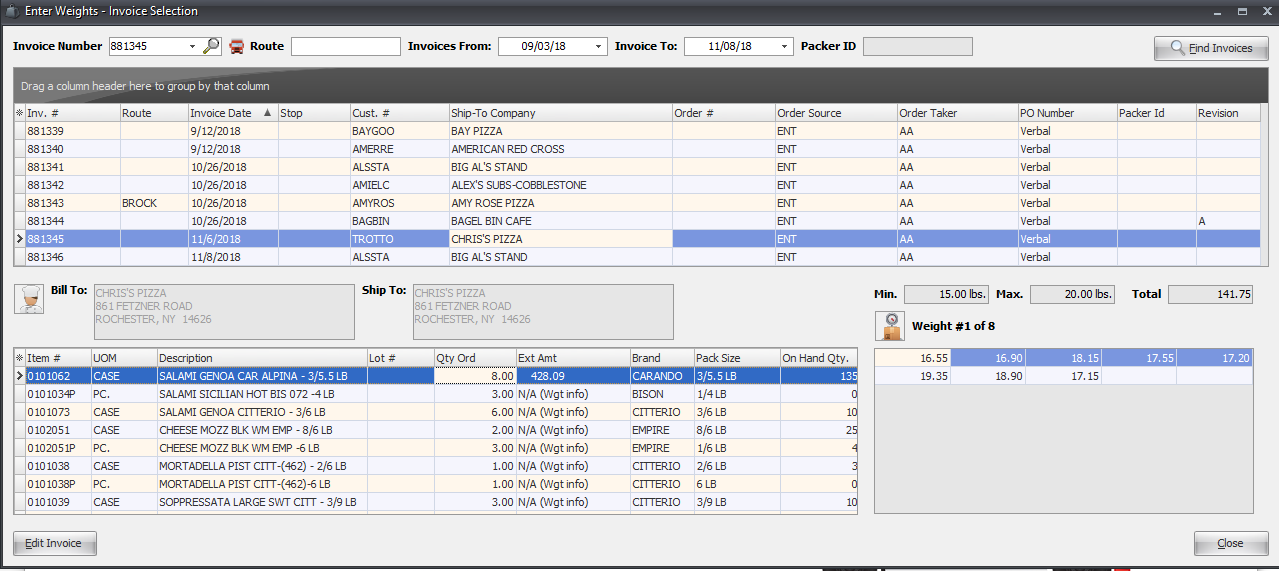 Enter Weights - Invoice Selection
Invoice Number 881345 Route Invoices From: 09/03/18 Invoice To: 11/08/18 Packer ID Find Invoices
Drag a column header here to group by that column
Inv. # Route Invoice Date Stop Cust. # Ship-To Company Order # Order Source Order Taker PO Number Packer Id Revision
881339 9/12/2018 BAYGOO BAY PIZZA ENT AA Verbal
881340 9/12/2018 AMERRE AMERICAN RED CROSS ENT AA Verbal
881341 10/26/2018 ALSSTA BIG AL'S STAND ENT AA Verbal
881342 10/26/2018 AMIELC ALEX'S SUBS-COBBLESTONE ENT AA Verbal
881343 BROCK 10/26/2018 AMYROS AMY ROSE PIZZA ENT AA Verbal
881344 10/26/2018 BAGBIN BAGEL BIN CAFE ENT AA Verbal A
881345 11/6/2018 TROTTO CHRIS'S PIZZA ENT AA Verbal
881346 11/8/2018 ALSSTA BIG AL'S STAND ENT AA Verbal
Bill To: CHRIS'S PIZZA
861 FETZNER ROAD
ROCHESTER, NY 14626
Ship To: CHRIS'S PIZZA
861 FETZNER ROAD
ROCHESTER, NY 14626
Min. 15.00 lbs. Max. 20.00 lbs. Total 141.75
Weight #1 of 8
Item # UOM Description Lot # Qty Ord Ext Amt Brand Pack Size On Hand Qty.
0101062 CASE SALAMI GENOA CAR ALPINA - 3/5.5 LB 8.00 428.09 CARANDO 3/5.5 LB 135
0101034P PC. SALAMI SICILIAN HOT BIS 072 -4 LB 3.00 N/A (Wgt info) BISON 1/4 LB 0
0101073 CASE SALAMI GENOA CITTERIO - 3/6 LB 6.00 N/A (Wgt info) CITTERIO 3/6 LB 10
0102051 CASE CHEESE MOZZ BLK WM EMP - 8/6 LB 2.00 N/A (Wgt info) EMPIRE 8/6 LB 25
0102051P PC. CHEESE MOZZ BLK WM EMP -6 LB 3.00 N/A (Wgt info) EMPIRE 1/6 LB 4
0101038 CASE MORTADELLA PIST CITT-(462) - 2/6 LB 1.00 N/A (Wgt info) CITTERIO 2/6 LB 3
0101038P PC. MORTADELLA PIST CITT-(462)-6 LB 1.00 N/A (Wgt info) CITTERIO 6 LB 0
0101039 CASE SOPPRESSATA LARGE SWT CITT - 3/9 LB 3.00 N/A (Wgt info) CITTERIO 3/9 LB 10
16.55 16.90 18.15 17.55 17.20
19.35 18.90 17.15
Edit Invoice Close